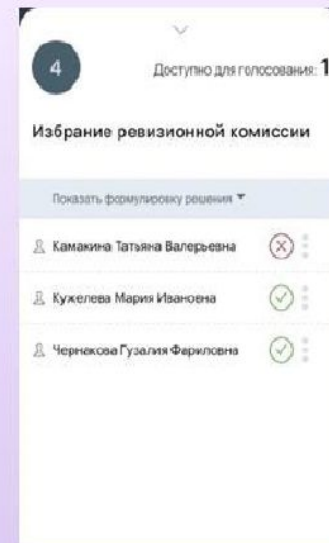 4
Доступно для голосования: 1
Избрание ревизионной комиссии
Показать формулировку решения
Камакина Татьяна Валерьевна
Кужелева Мария Ивановна
Чернакова Гузалия Фариловна